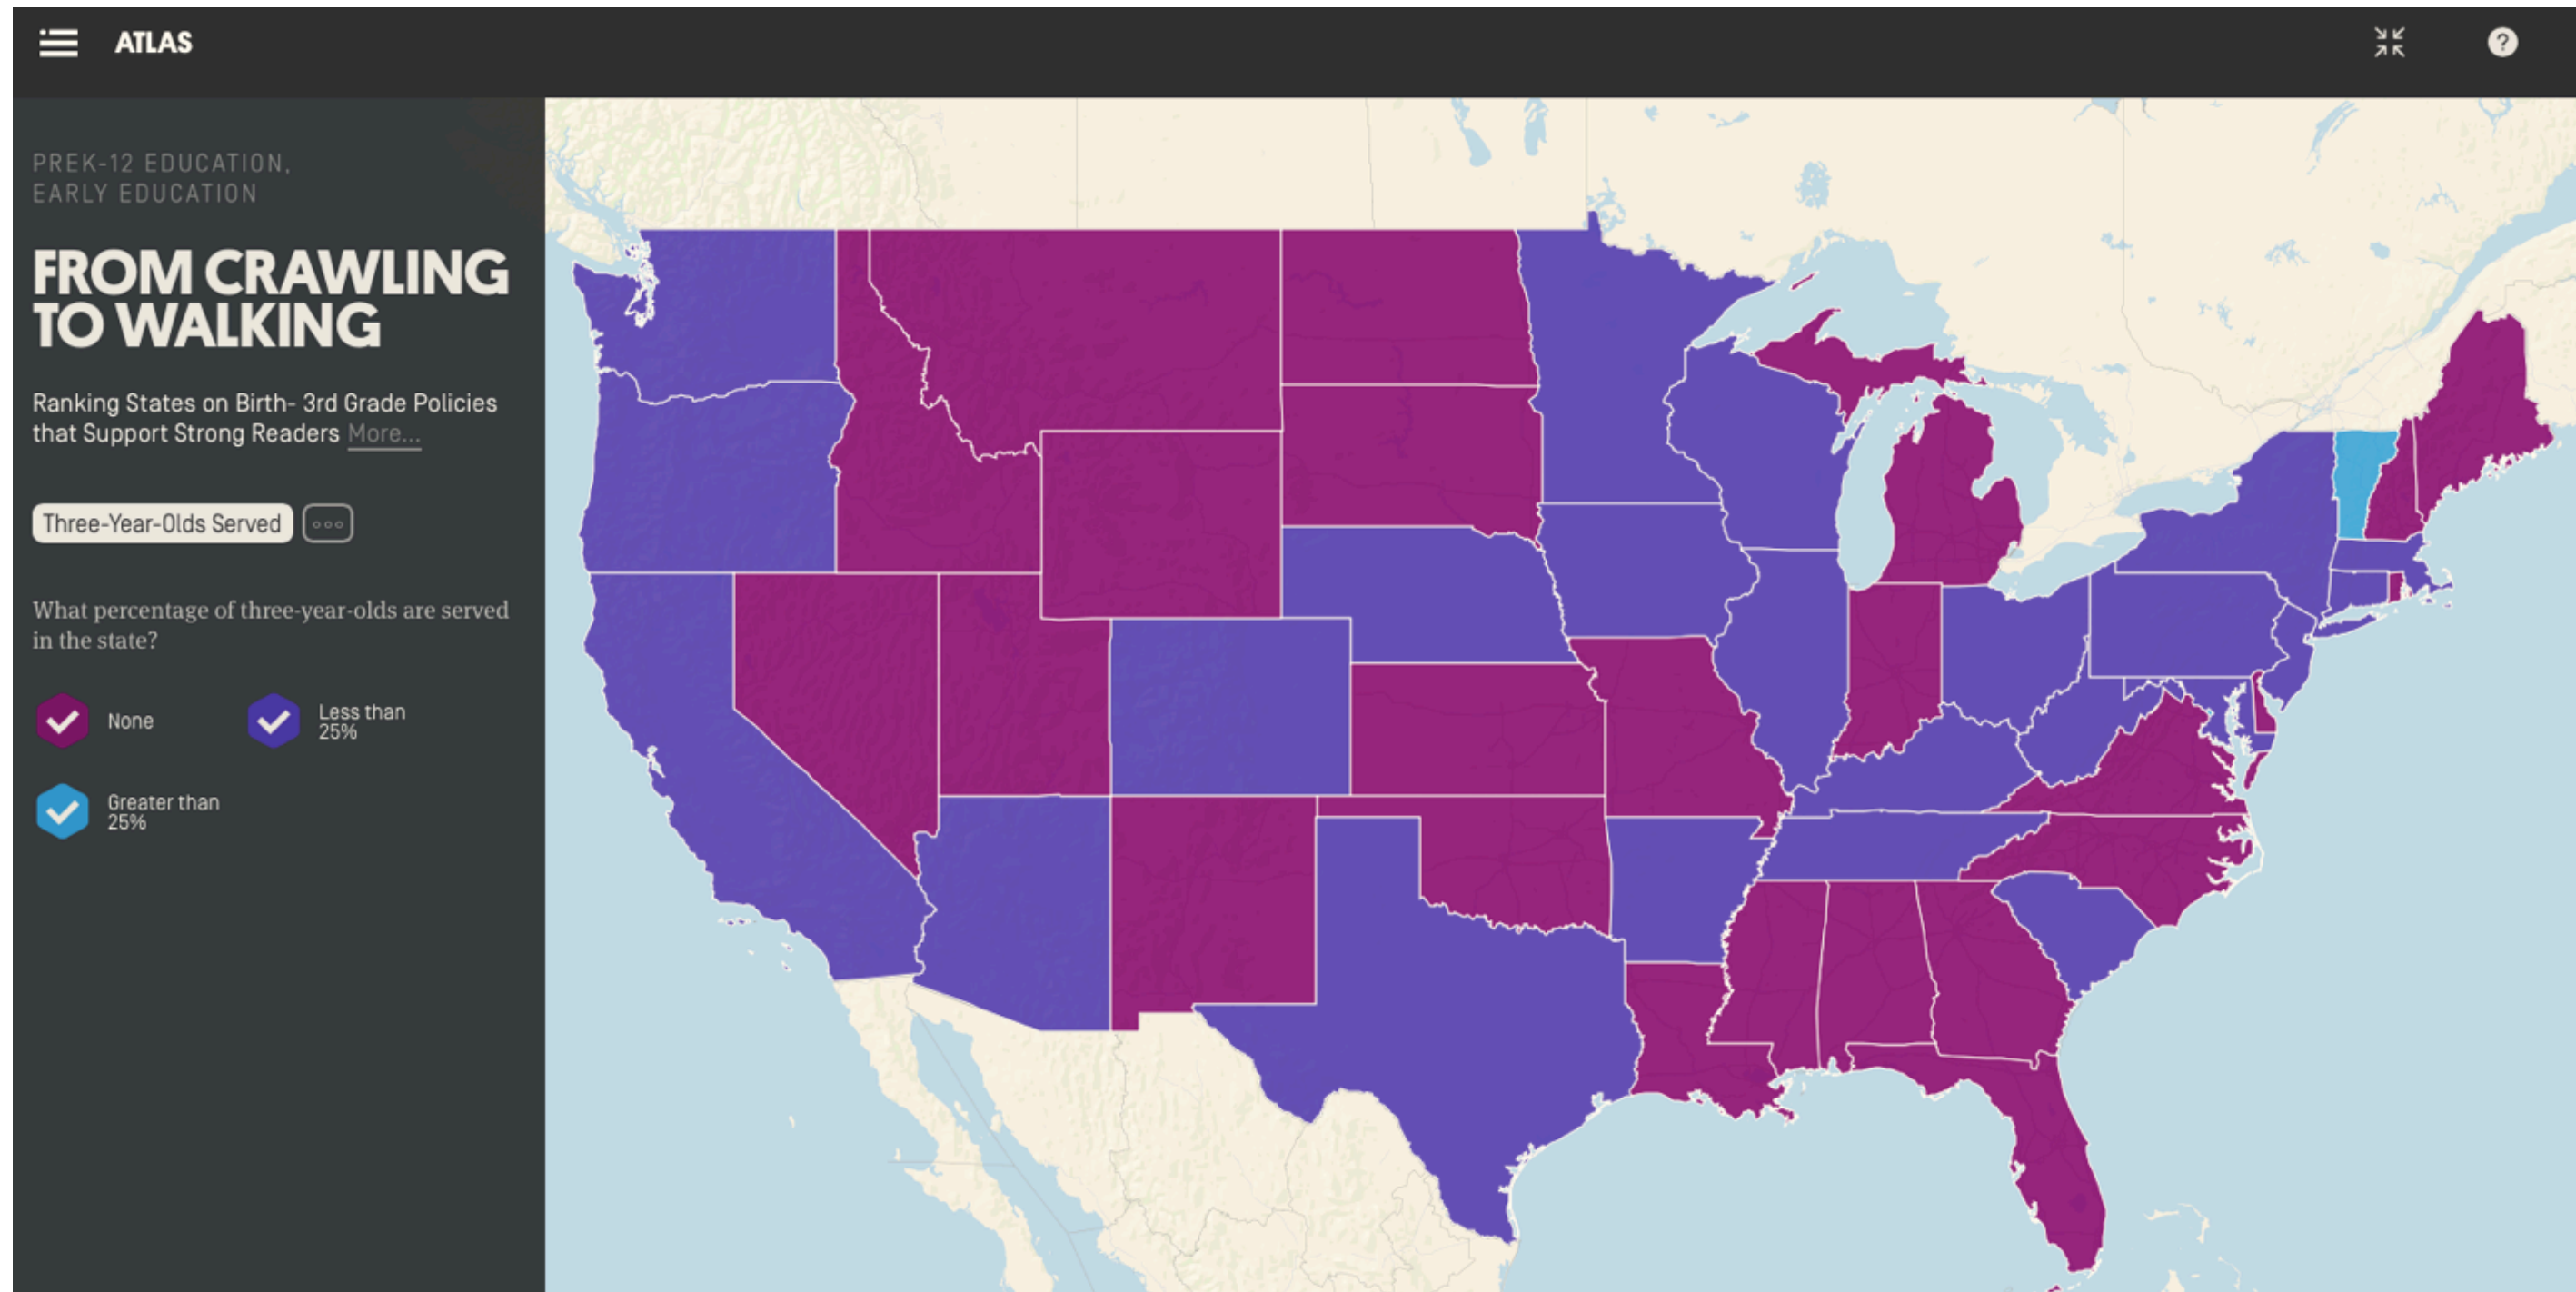 ATLAS
?
PREK-12 EDUCATION,
EARLY EDUCATION
FROM CRAWLING
TO WALKING
Ranking States on Birth- 3rd Grade Policies
that Support Strong Readers More...
Three-Year-Olds Served
What percentage of three-year-olds are served
in the state?
None
Less than
25%
Greater than
25%